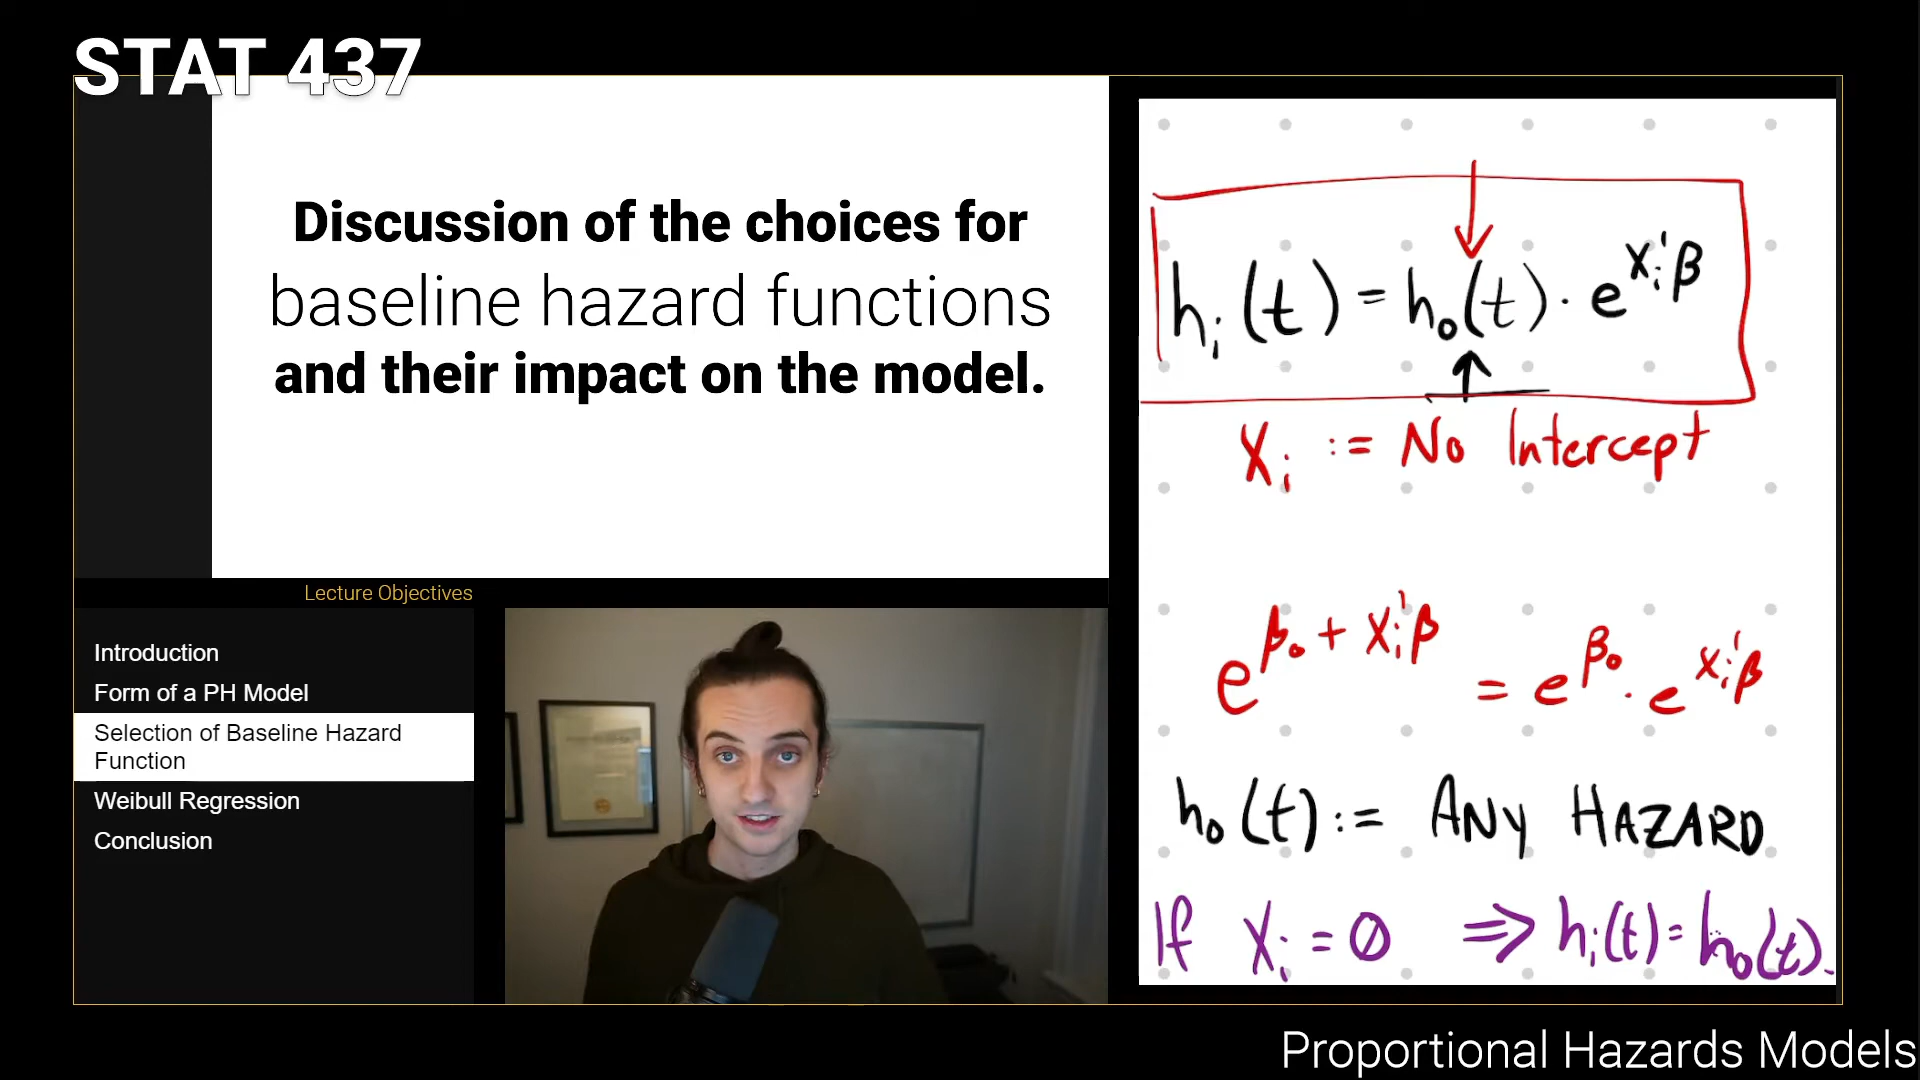 STAT 437
Discussion of the choices for
baseline hazard functions
and their impact on the model.
Lecture Objectives
Introduction
Form of a PH Model
Selection of Baseline Hazard
Function
Weibull Regression
Conclusion
hᵢ(t) = h₀(t) · e^{xᵢ'β}
Xᵢ := No Intercept
e^{β₀ + xᵢ'β} = e^{β₀} · e^{xᵢ'β}
h₀(t) := ANY HAZARD
If Xᵢ = 0 ⇒ hᵢ(t) = h₀(t).
Proportional Hazards Models